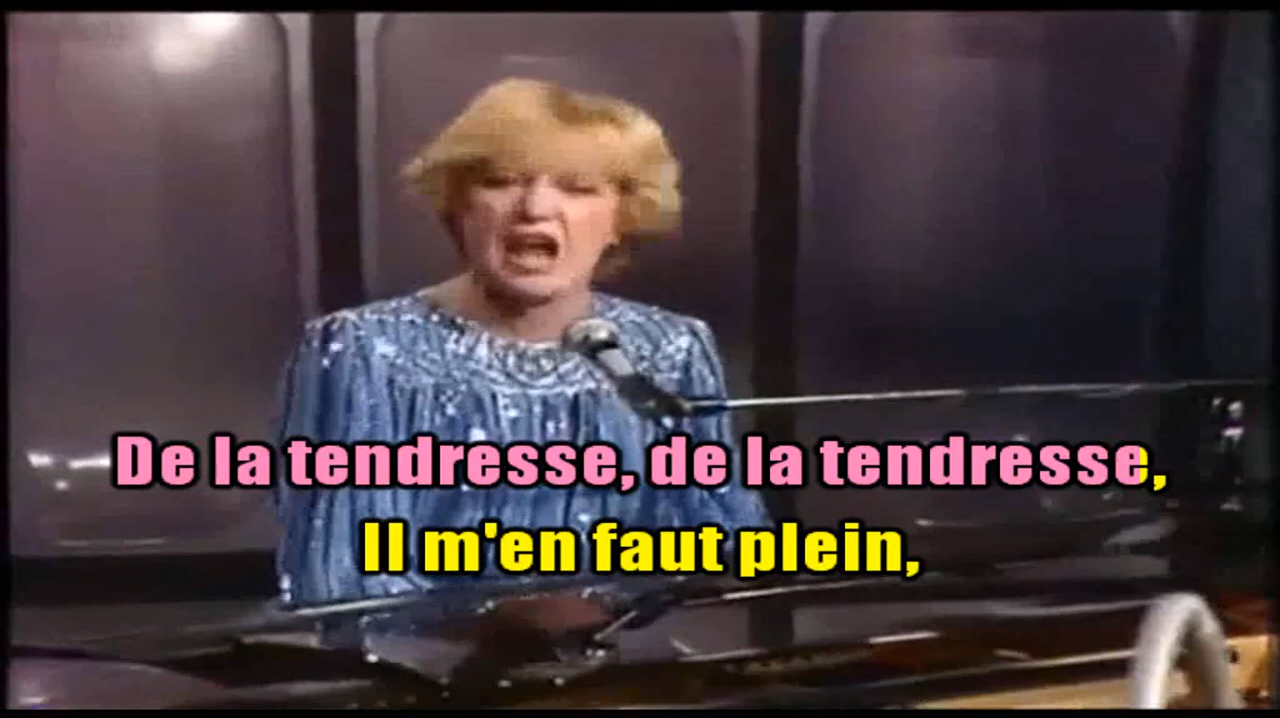 De la tendresse, de la tendresse,
Il m'en faut plein,